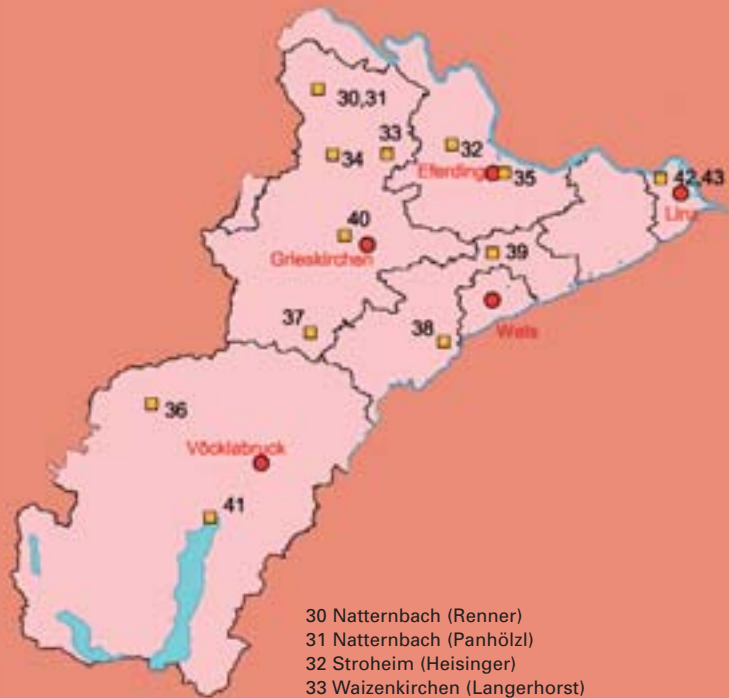 30,31
33
34
32
Eferding
35
42,43
Linz
40
Grieskirchen
39
37
38
Wels
36
Vöcklabruck
41
30 Natternbach (Renner)
31 Natternbach (Panhölzl)
32 Stroheim (Heisinger)
33 Waizenkirchen (Langerhorst)